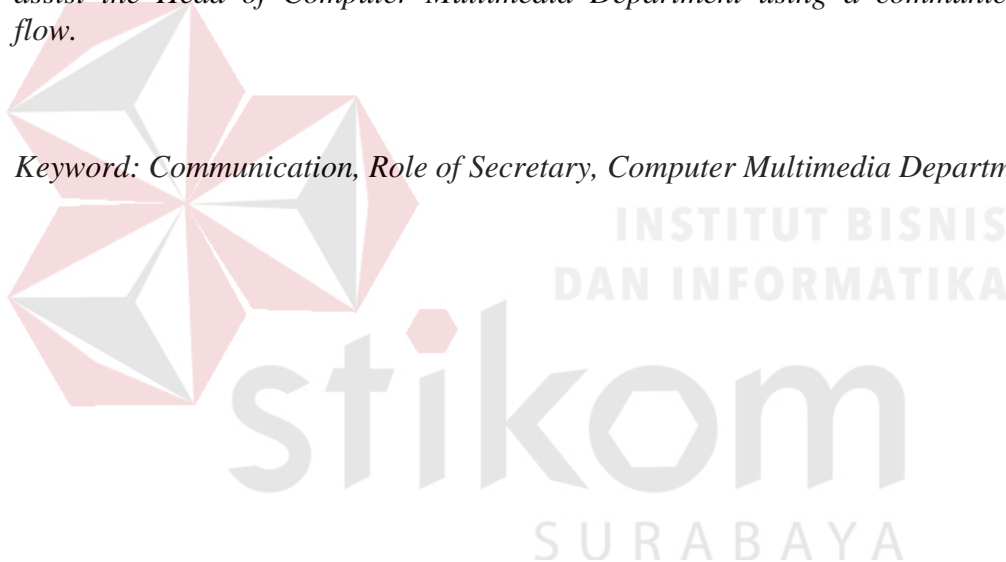 assist the Head of Computer Multimedia Department using a communic
flow.
Keyword: Communication, Role of Secretary, Computer Multimedia Departm
INSTITUT BISNIS
DAN INFORMATIKA
stikom
SURABAYA